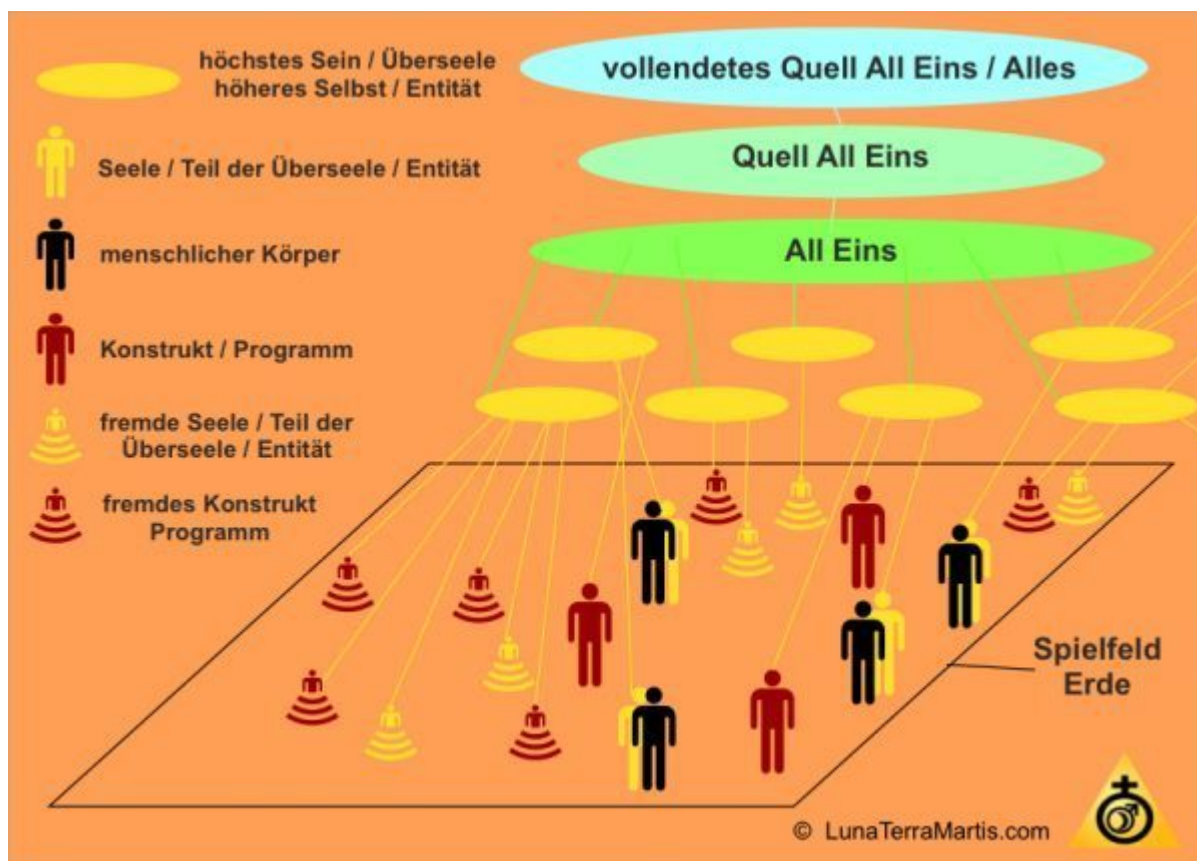 höchstes Sein / Überseele
höheres Selbst / Entität
vollendetes Quell All Eins / Alles
Seele / Teil der Überseele / Entität
Quell All Eins
menschlicher Körper
All Eins
Konstrukt / Programm
fremde Seele / Teil der
Überseele / Entität
fremdes Konstrukt
Programm
Spielfeld
Erde
© LunaTerraMartis.com